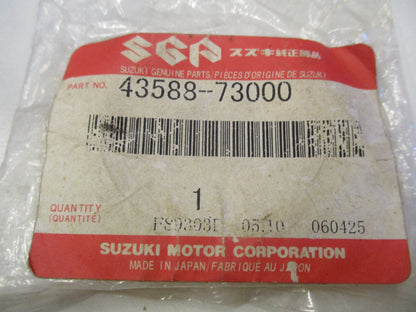 SGP スズキ純正部品
SUZUKI GENUINE PARTS/PIÈCES D'ORIGINE DE SUZUKI
PART NO. 43588--73000
QUANTITY 1
(QUANTITÉ)
05.10 060425
SUZUKI MOTOR CORPORATION
MADE IN JAPAN/FABRIQUE AU JAPON